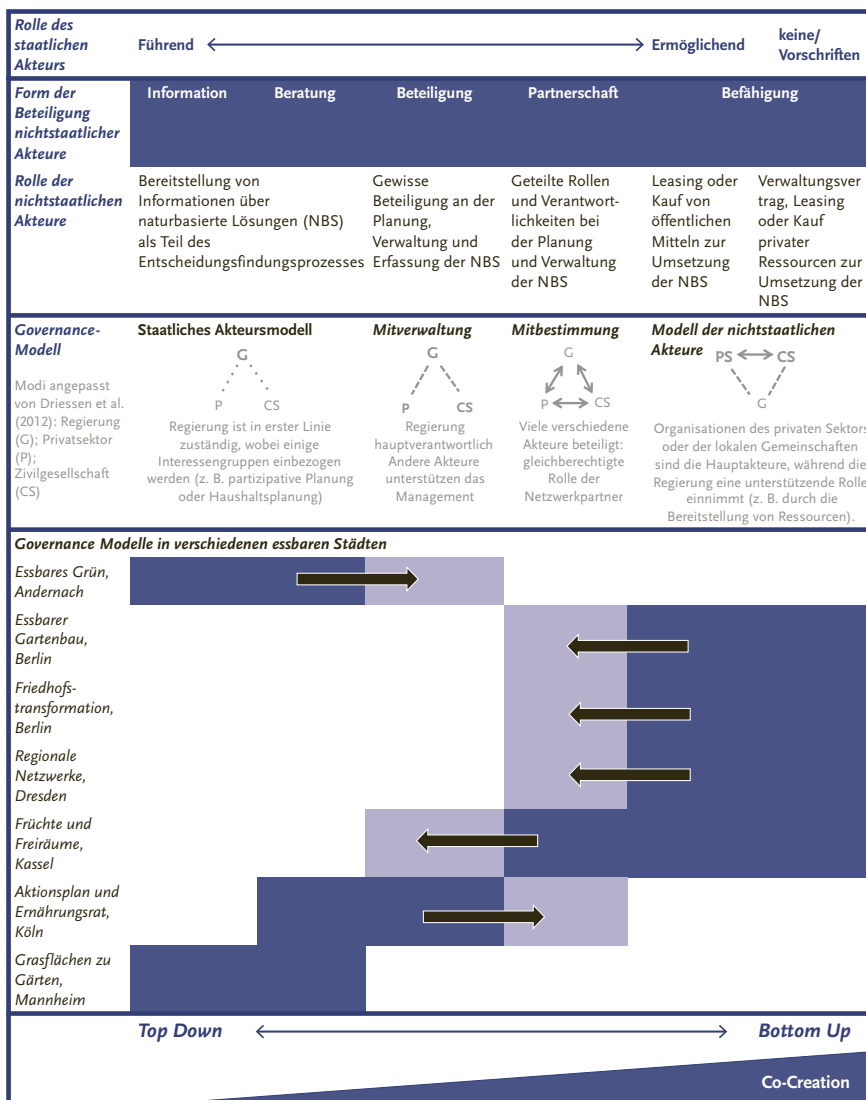 Rolle des
staatlichen
Akteurs
Führend
Ermöglichend
keine/
Vorschriften
Form der
Beteiligung
nichtstaatlicher
Akteure
Information
Beratung
Beteiligung
Partnerschaft
Befähigung
Rolle der
nichtstaatlichen
Akteure
Bereitstellung von
Informationen über
naturbasierte Lösungen (NBS)
als Teil des
Entscheidungsfindungsprozesses
Gewisse
Beteiligung an der
Planung,
Verwaltung und
Erfassung der NBS
Geteilte Rollen
und Verantwort-
lichkeiten bei
der Planung
und Verwaltung
der NBS
Leasing oder
Kauf von
öffentlichen
Mitteln zur
Umsetzung
der NBS
Verwaltungsver
trag, Leasing
oder Kauf
privater
Ressourcen zur
Umsetzung der
NBS
Governance-
Modell
Modi angepasst
von Driessen et al.
(2012): Regierung
(G); Privatsektor
(P);
Zivilgesellschaft
(CS)
Staatliches Akteursmodell
G
P CS
Regierung ist in erster Linie
zuständig, wobei einige
Interessengruppen einbezogen
werden (z. B. partizipative Planung
oder Haushaltsplanung)
Mitverwaltung
G
P CS
Regierung
hauptverantwortlich
Andere Akteure
unterstützen das
Management
Mitbestimmung
G
P CS
Viele verschiedene
Akteure beteiligt:
gleichberechtigte
Rolle der
Netzwerkpartner
Modell der nichtstaatlichen
Akteure
PS CS
G
Organisationen des privaten Sektors
oder der lokalen Gemeinschaften
sind die Hauptakteure, während die
Regierung eine unterstützende Rolle
einnimmt (z. B. durch die
Bereitstellung von Ressourcen).
Governance Modelle in verschiedenen essbaren Städten
Essbares Grün,
Andernach
Essbarer
Gartenbau,
Berlin
Friedhofs-
transformation,
Berlin
Regionale
Netzwerke,
Dresden
Früchte und
Freiräume,
Kassel
Aktionsplan und
Ernährungsrat,
Köln
Grasflächen zu
Gärten,
Mannheim
Top Down
Bottom Up
Co-Creation